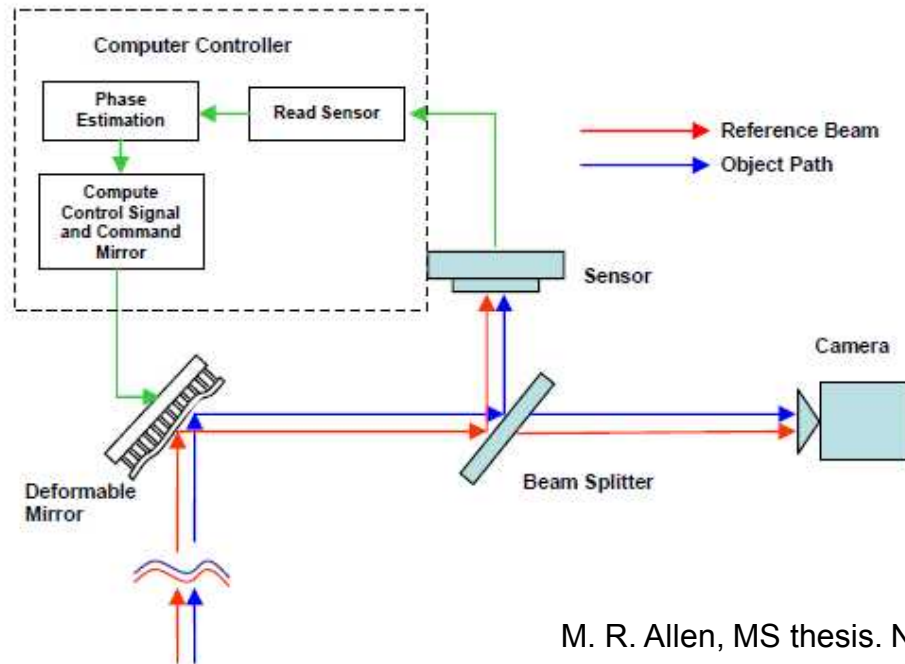 Computer Controller
Phase
Estimation
Read Sensor
Compute
Control Signal
and Command
Mirror
Reference Beam
Object Path
Sensor
Camera
Beam Splitter
Deformable
Mirror
M. R. Allen, MS thesis. N